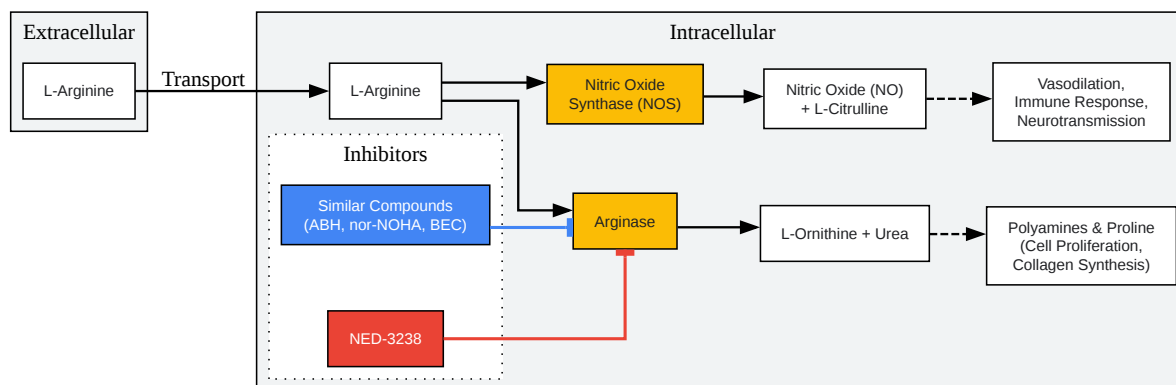 Extracellular
L-Arginine
Transport
Intracellular
L-Arginine
Nitric Oxide
Synthase (NOS)
Nitric Oxide (NO)
+ L-Citrulline
Vasodilation,
Immune Response,
Neurotransmission
Inhibitors
Similar Compounds
(ABH, nor-NOHA, BEC)
Arginase
L-Ornithine + Urea
Polyamines & Proline
(Cell Proliferation,
Collagen Synthesis)
NED-3238